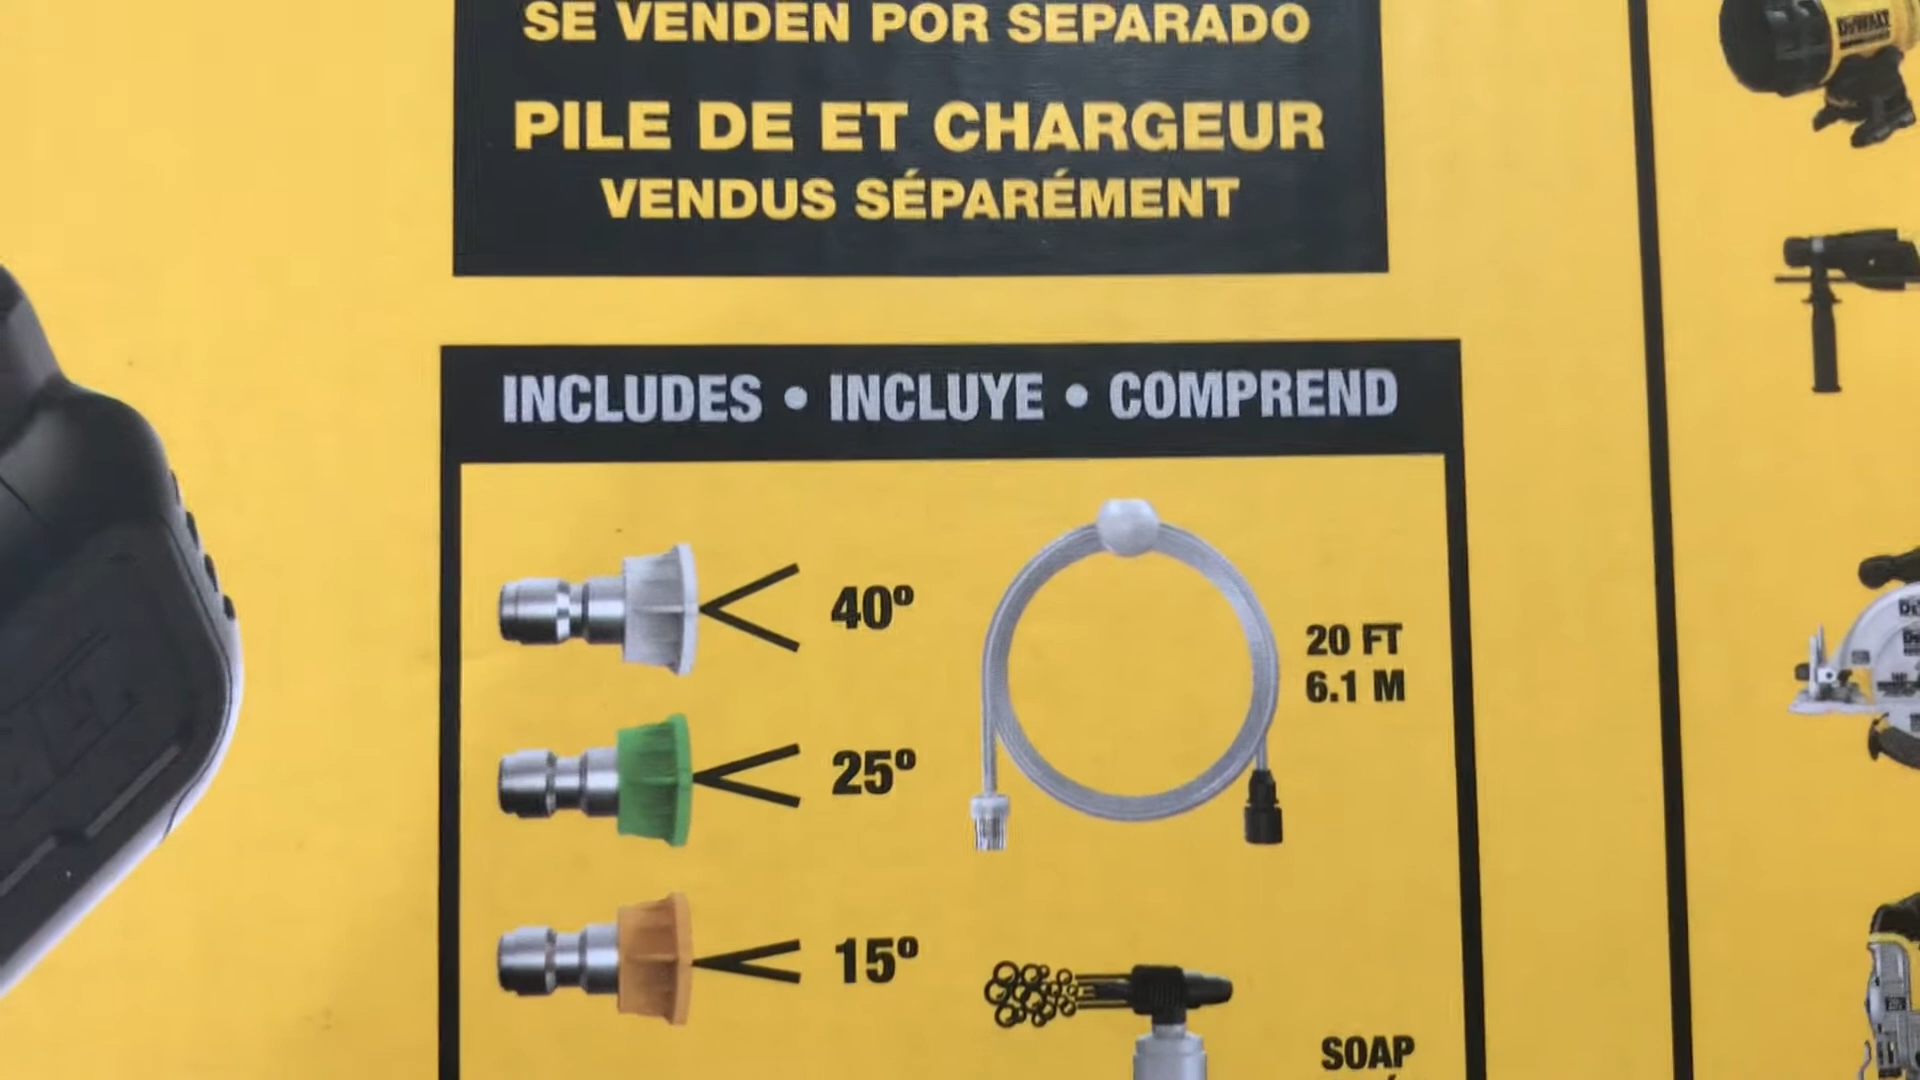 SE VENDEN POR SEPARADO
PILE DE ET CHARGEUR
VENDUS SÉPARÉMENT
INCLUDES • INCLUYE • COMPREND
40º
25º
15º
20 FT
6.1 M
SOAP
DEWALT